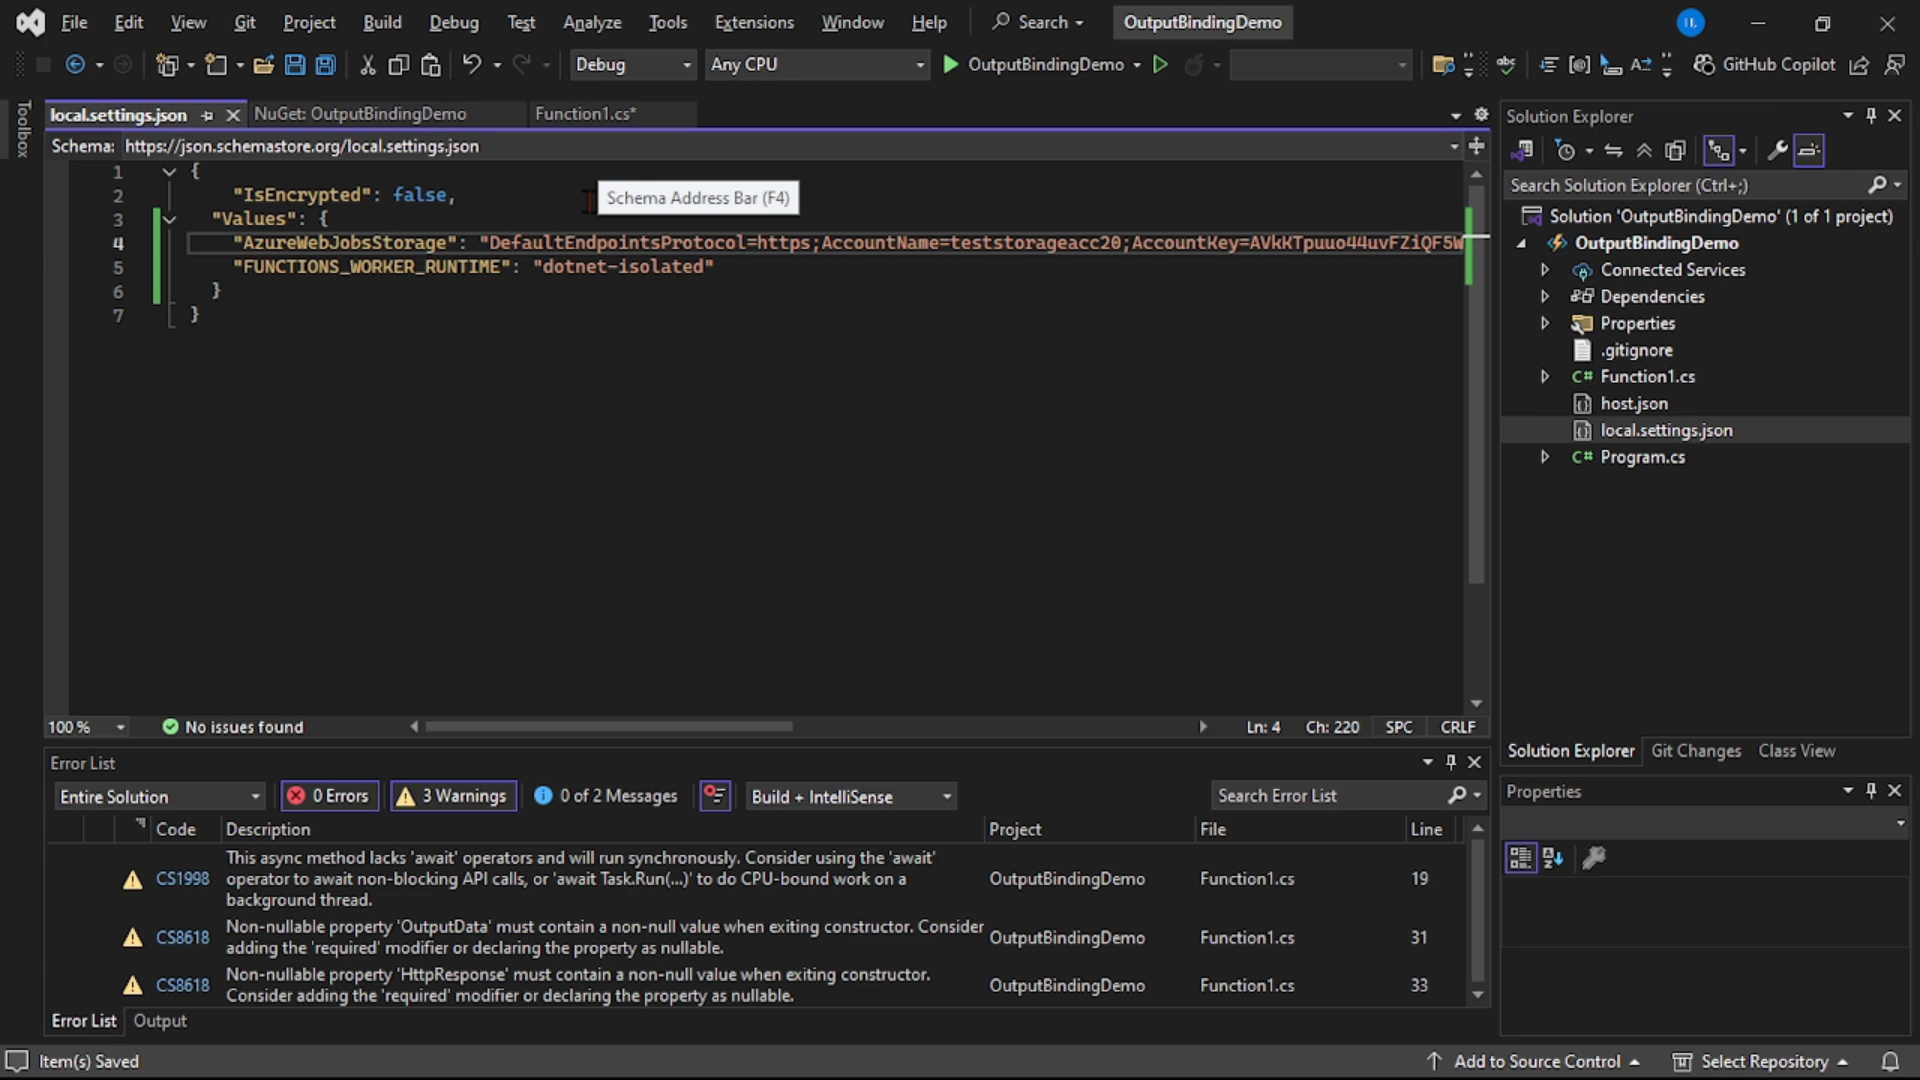 File Edit View Git Project Build Debug Test Analyze Tools Extensions Window Help Search OutputBindingDemo
Debug Any CPU OutputBindingDemo GitHub Copilot
Toolbox
local.settings.json NuGet: OutputBindingDemo Function1.cs*
Schema: https://json.schemastore.org/local.settings.json
1 {
2 "IsEncrypted": false,
Schema Address Bar (F4)
3 "Values": {
4 "AzureWebJobsStorage": "DefaultEndpointsProtocol=https;AccountName=teststorageacc20;AccountKey=AVkKTpuuo44uvFZiQF5W
5 "FUNCTIONS_WORKER_RUNTIME": "dotnet-isolated"
6 }
7 }
100 % No issues found Ln: 4 Ch: 220 SPC CRLF
Error List
Entire Solution 0 Errors 3 Warnings 0 of 2 Messages Build + IntelliSense Search Error List
Code Description Project File Line
This async method lacks 'await' operators and will run synchronously. Consider using the 'await'
CS1998 operator to await non-blocking API calls, or 'await Task.Run(...)' to do CPU-bound work on a OutputBindingDemo Function1.cs 19
background thread.
CS8618 Non-nullable property 'OutputData' must contain a non-null value when exiting constructor. Consider OutputBindingDemo Function1.cs 31
adding the 'required' modifier or declaring the property as nullable.
CS8618 Non-nullable property 'HttpResponse' must contain a non-null value when exiting constructor. OutputBindingDemo Function1.cs 33
Consider adding the 'required' modifier or declaring the property as nullable.
Error List Output
Solution Explorer
Search Solution Explorer (Ctrl+;)
Solution 'OutputBindingDemo' (1 of 1 project)
OutputBindingDemo
Connected Services
Dependencies
Properties
.gitignore
C# Function1.cs
host.json
local.settings.json
C# Program.cs
Solution Explorer Git Changes Class View
Properties
Item(s) Saved Add to Source Control Select Repository